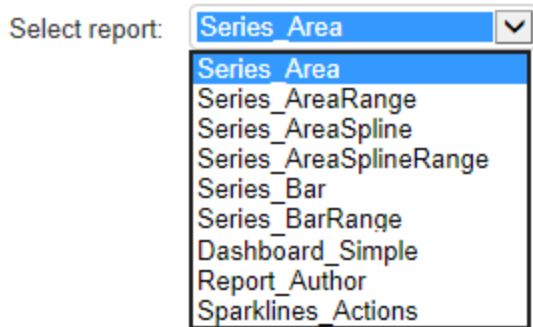 Select report: Series_Area
Series_Area
Series_AreaRange
Series_AreaSpline
Series_AreaSplineRange
Series_Bar
Series_BarRange
Dashboard_Simple
Report_Author
Sparklines_Actions